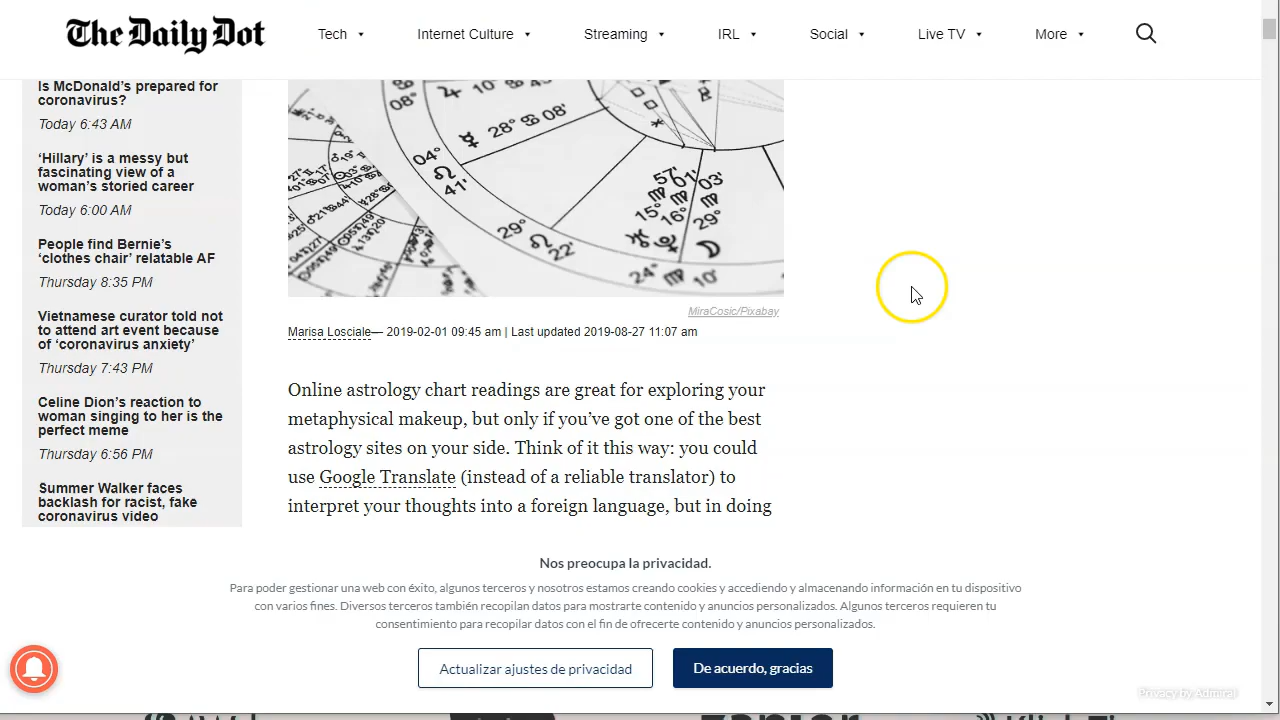 The Daily Dot
Tech
Internet Culture
Streaming
IRL
Social
Live TV
More
Is McDonald's prepared for
coronavirus?
Today 6:43 AM
‘Hillary’ is a messy but
fascinating view of a
woman’s storied career
Today 6:00 AM
People find Bernie’s
‘clothes chair’ relatable AF
Thursday 8:35 PM
Vietnamese curator told not
to attend art event because
of ‘coronavirus anxiety’
Thursday 7:43 PM
Celine Dion’s reaction to
woman singing to her is the
perfect meme
Thursday 6:56 PM
Summer Walker faces
backlash for racist, fake
coronavirus video
MiraCosic/Pixabay
Marisa Losciale— 2019-02-01 09:45 am | Last updated 2019-08-27 11:07 am
Online astrology chart readings are great for exploring your
metaphysical makeup, but only if you’ve got one of the best
astrology sites on your side. Think of it this way: you could
use Google Translate (instead of a reliable translator) to
interpret your thoughts into a foreign language, but in doing
Nos preocupa la privacidad.
Para poder gestionar una web con éxito, algunos terceros y nosotros estamos creando cookies y accediendo y almacenando información en tu dispositivo
con varios fines. Diversos terceros también recopilan datos para mostrarte contenido y anuncios personalizados. Algunos terceros requieren tu
consentimiento para recopilar datos con el fin de ofrecerte contenido y anuncios personalizados.
Actualizar ajustes de privacidad
De acuerdo, gracias
Privacy by Admiral